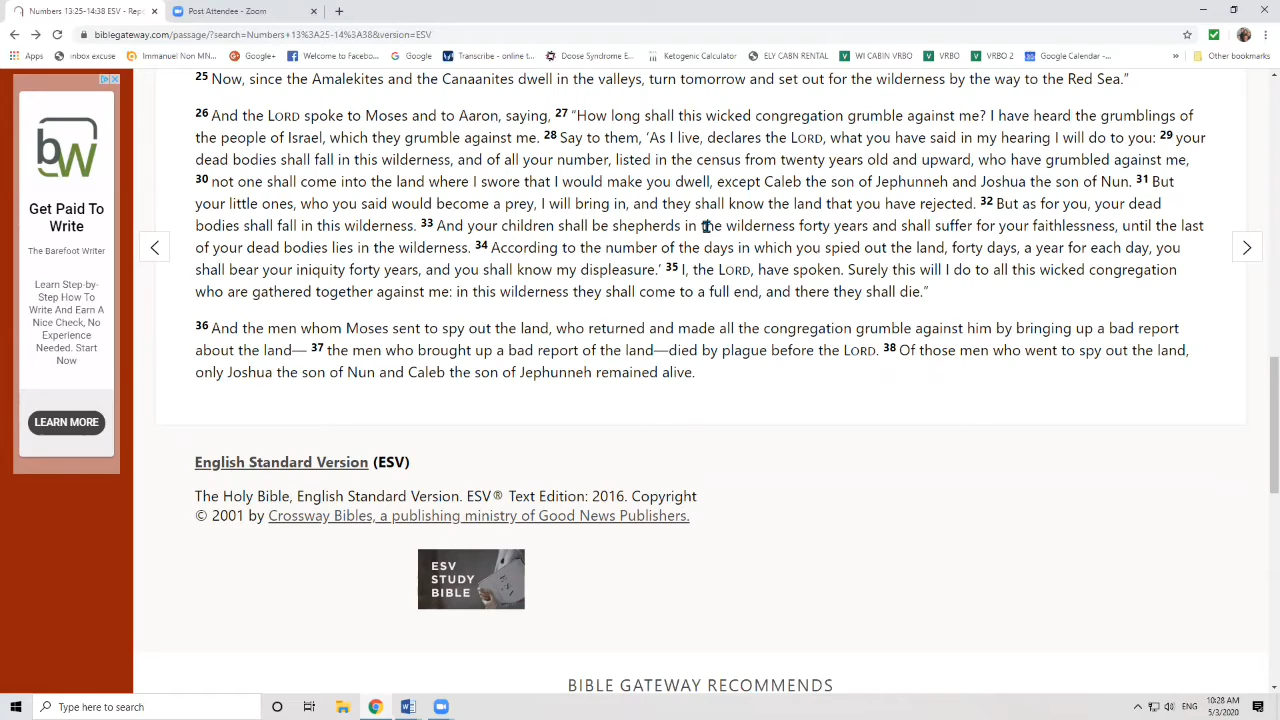 Numbers 13:25-14:38 ESV - Rep
Post Attendee - Zoom
biblegateway.com/passage/?search=Numbers+13%3A25-14%3A38&version=ESV
Apps
inbox excuse
Immanuel Non MN...
Google+
Welcome to Facebo...
Google
Transcribe - online t...
Doose Syndrome E...
Ketogenic Calculator
ELY CARN RENTAL
WI CABIN VRBO
VRBO
VRBO 2
Google Calendar -...
Other bookmarks
25 Now, since the Amalekites and the Canaanites dwell in the valleys, turn tomorrow and set out for the wilderness by the way to the Red Sea.”
26 And the LORD spoke to Moses and to Aaron, saying, 27 “How long shall this wicked congregation grumble against me? I have heard the grumblings of
the people of Israel, which they grumble against me. 28 Say to them, ‘As I live, declares the LORD, what you have said in my hearing I will do to you: 29 your
dead bodies shall fall in this wilderness, and of all your number, listed in the census from twenty years old and upward, who have grumbled against me,
30 not one shall come into the land where I swore that I would make you dwell, except Caleb the son of Jephunneh and Joshua the son of Nun. 31 But
your little ones, who you said would become a prey, I will bring in, and they shall know the land that you have rejected. 32 But as for you, your dead
bodies shall fall in this wilderness. 33 And your children shall be shepherds in the wilderness forty years and shall suffer for your faithlessness, until the last
of your dead bodies lies in the wilderness. 34 According to the number of the days in which you spied out the land, forty days, a year for each day, you
shall bear your iniquity forty years, and you shall know my displeasure.’ 35 I, the LORD, have spoken. Surely this will I do to all this wicked congregation
who are gathered together against me: in this wilderness they shall come to a full end, and there they shall die.”
36 And the men whom Moses sent to spy out the land, who returned and made all the congregation grumble against him by bringing up a bad report
about the land— 37 the men who brought up a bad report of the land—died by plague before the LORD. 38 Of those men who went to spy out the land,
only Joshua the son of Nun and Caleb the son of Jephunneh remained alive.
English Standard Version (ESV)
The Holy Bible, English Standard Version. ESV® Text Edition: 2016. Copyright
© 2001 by Crossway Bibles, a publishing ministry of Good News Publishers.
ESV
STUDY
BIBLE
BIBLE GATEWAY RECOMMENDS
bW
Get Paid To
Write
The Barefoot Writer
Learn Step-by-
Step How To
Write And Earn A
Nice Check, No
Experience
Needed. Start
Now
LEARN MORE
Type here to search
ENG
10:28 AM
5/3/2020